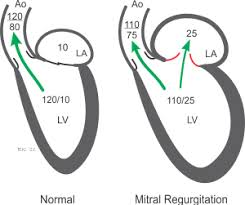 Ao
120
80
10
LA
120/10
LV
Normal
Ao
110
75
25
LA
110/25
LV
Mitral Regurgitation